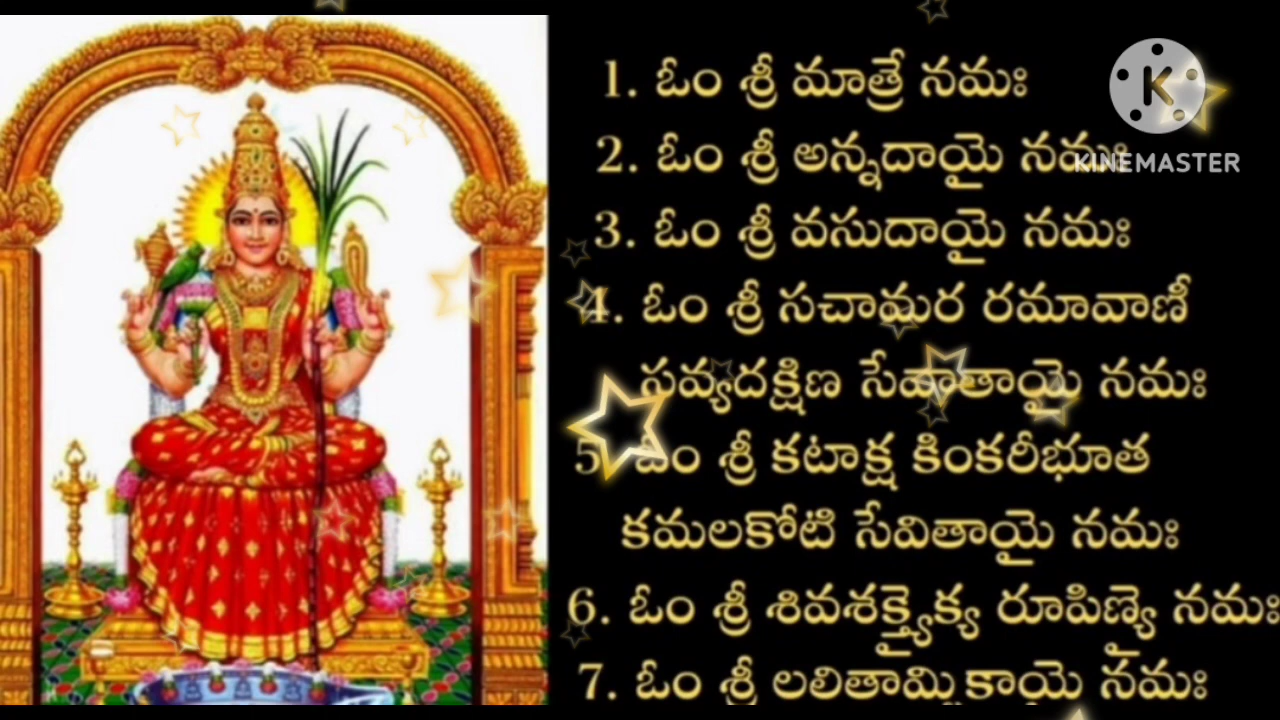 1. ఓం శ్రీ మాత్రే నమః
2. ఓం శ్రీ అన్నదాయై నమః
3. ఓం శ్రీ వసుదాయై నమః
4. ఓం శ్రీ సచామర రమావాణీ
సవ్యదక్షిణ సేవితాయై నమః
5. ఓం శ్రీ కటాక్ష కింకరీభూత
కమలకోటి సేవితాయై నమః
6. ఓం శ్రీ శివశక్త్యైక్య రూపిణ్యై నమః
7. ఓం శ్రీ లలితామ్బికాయై నమః
K
KINEMASTER